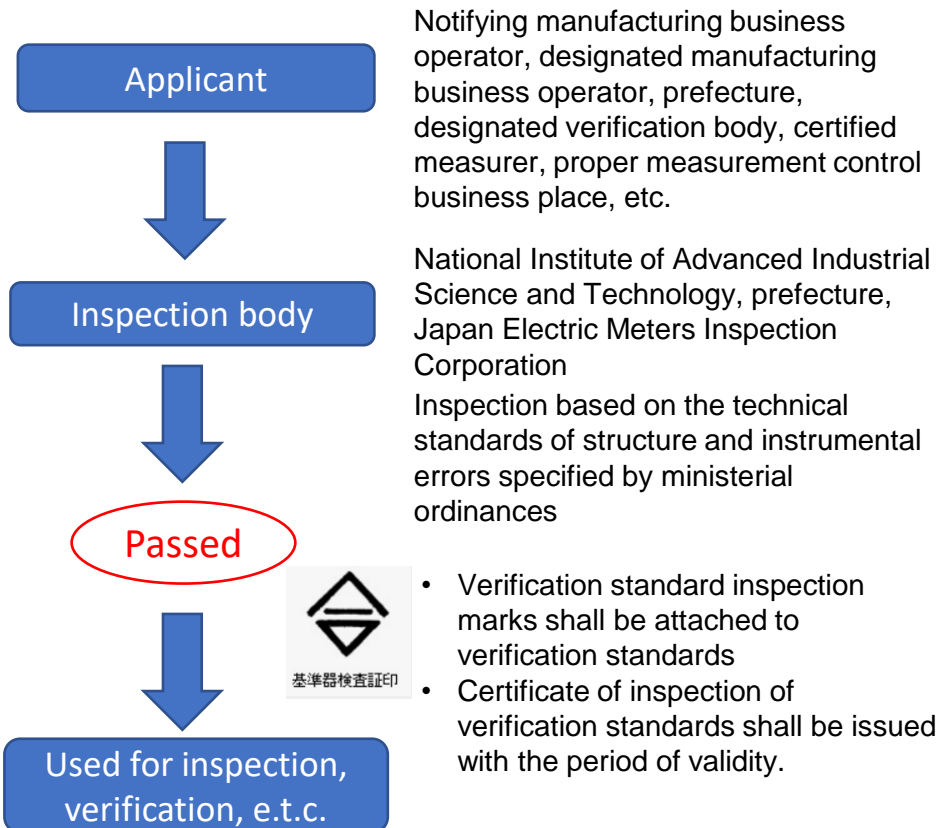 Applicant
Notifying manufacturing business
operator, designated manufacturing
business operator, prefecture,
designated verification body, certified
measurer, proper measurement control
business place, etc.
Inspection body
National Institute of Advanced Industrial
Science and Technology, prefecture,
Japan Electric Meters Inspection
Corporation
Inspection based on the technical
standards of structure and instrumental
errors specified by ministerial
ordinances
Passed
基準器検査証印
• Verification standard inspection
marks shall be attached to
verification standards
• Certificate of inspection of
verification standards shall be issued
with the period of validity.
Used for inspection,
verification, e.t.c.